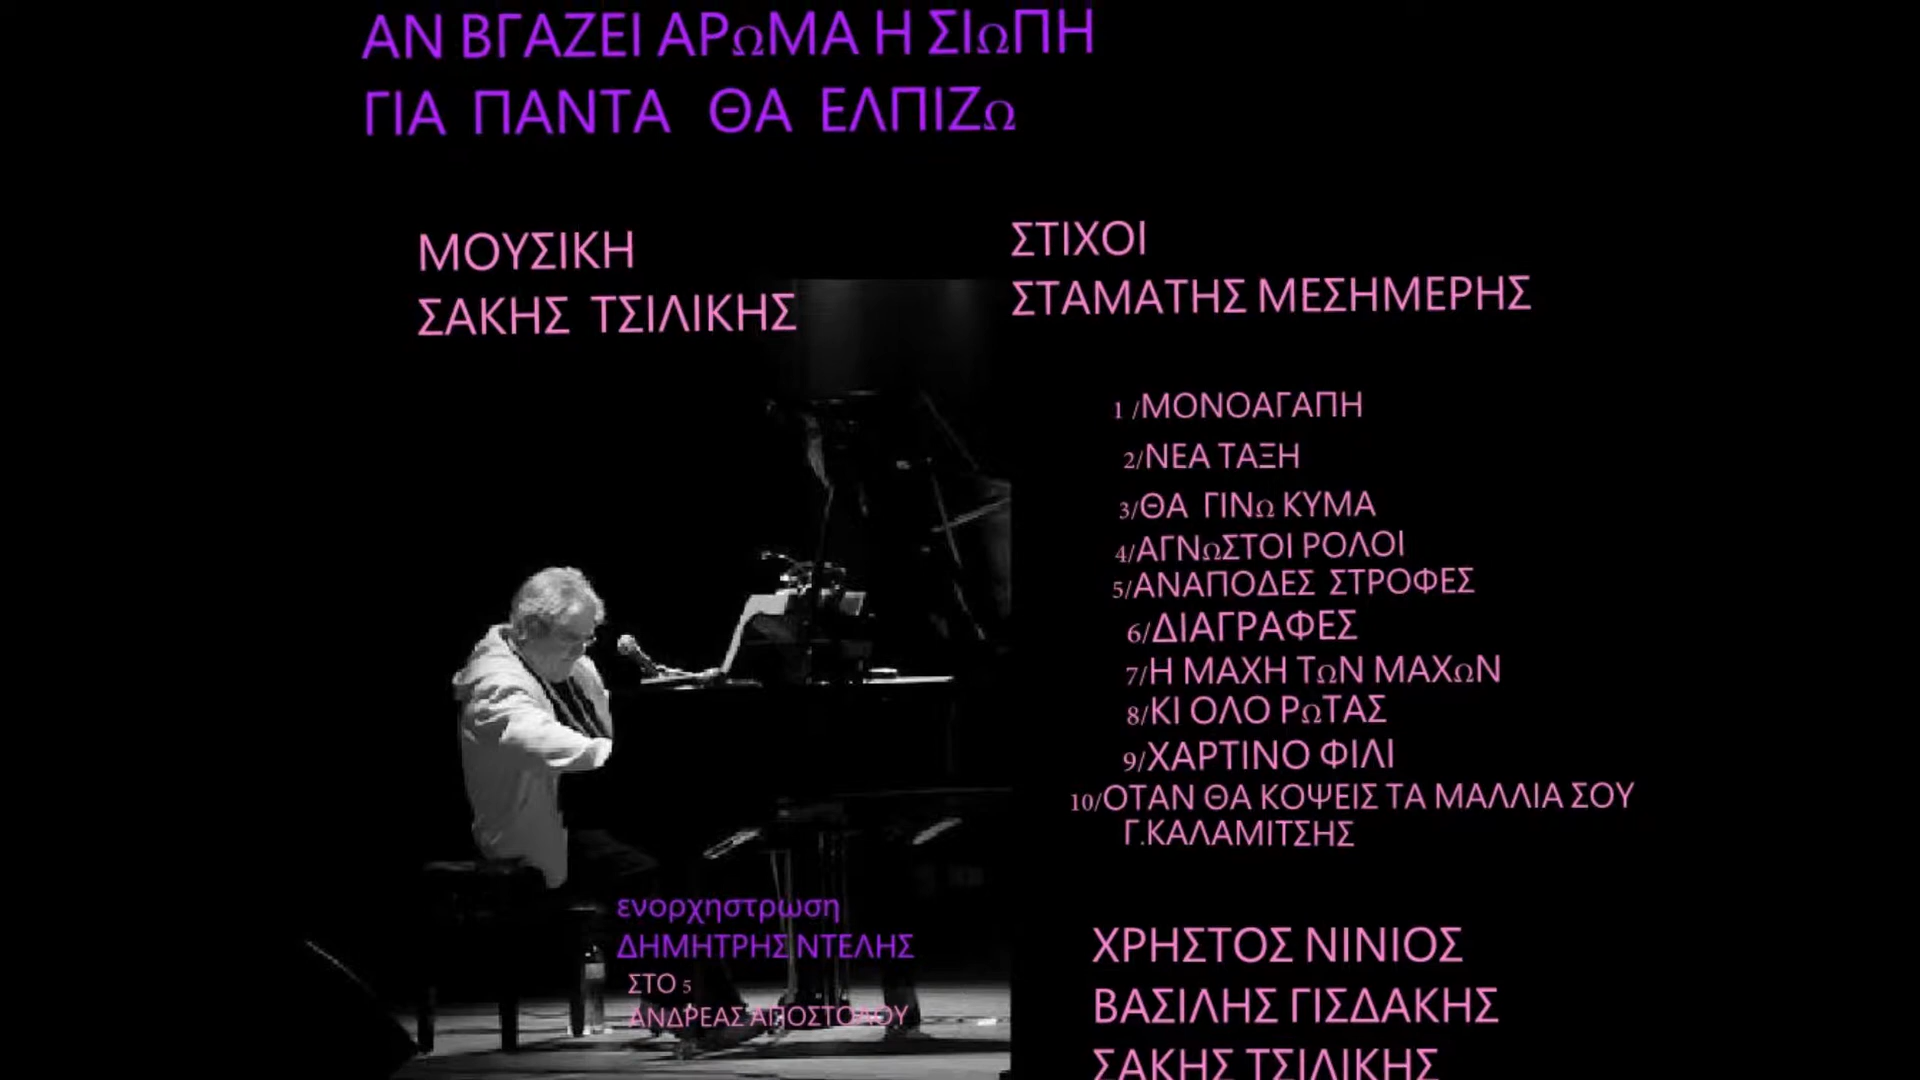 ΑΝ ΒΓΑΖΕΙ ΑΡΩΜΑ Η ΣΙΩΠΗ
ΓΙΑ ΠΑΝΤΑ ΘΑ ΕΛΠΙΖΩ
ΜΟΥΣΙΚΗ
ΣΑΚΗΣ ΤΣΙΛΙΚΗΣ
ΣΤΙΧΟΙ
ΣΤΑΜΑΤΗΣ ΜΕΣΗΜΕΡΗΣ
1 /ΜΟΝΟΑΓΑΠΗ
2/ΝΕΑ ΤΑΞΗ
3/ΘΑ ΓΙΝΩ ΚΥΜΑ
4/ΑΓΝΩΣΤΟΙ ΡΟΛΟΙ
5/ΑΝΑΠΟΔΕΣ ΣΤΡΟΦΕΣ
6/ΔΙΑΓΡΑΦΕΣ
7/Η ΜΑΧΗ ΤΩΝ ΜΑΧΩΝ
8/ΚΙ ΟΛΟ ΡΩΤΑΣ
9/ΧΑΡΤΙΝΟ ΦΙΛΙ
10/ΟΤΑΝ ΘΑ ΚΟΨΕΙΣ ΤΑ ΜΑΛΛΙΑ ΣΟΥ
Γ.ΚΑΛΑΜΙΤΣΗΣ
ενορχηστρωση
ΔΗΜΗΤΡΗΣ ΝΤΕΛΗΣ
ΣΤΟ 5
ΑΝΔΡΕΑΣ ΑΠΟΣΤΟΛΟΥ
ΧΡΗΣΤΟΣ ΝΙΝΙΟΣ
ΒΑΣΙΛΗΣ ΓΙΣΔΑΚΗΣ
ΣΑΚΗΣ ΤΣΙΛΙΚΗΣ